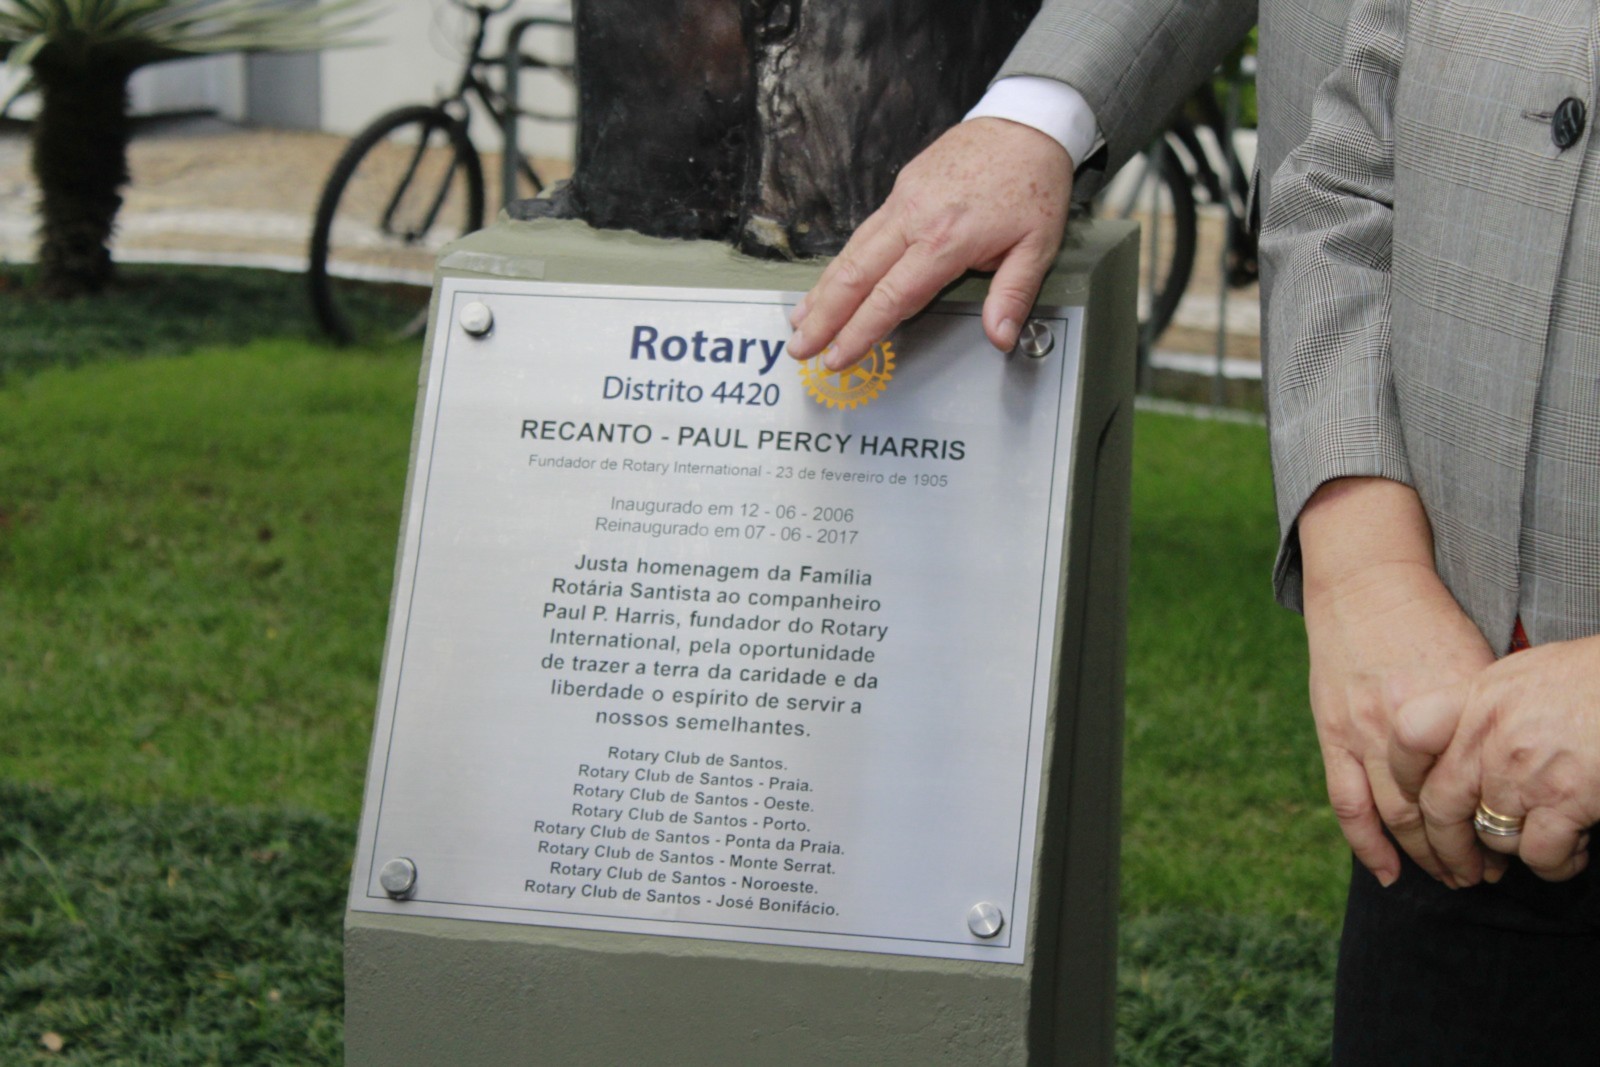 Rotary
Distrito 4420
RECANTO - PAUL PERCY HARRIS
Fundador de Rotary International - 23 de fevereiro de 1905
Inaugurado em 12 - 06 - 2006
Reinaugurado em 07 - 06 - 2017
Justa homenagem da Família
Rotária Santista ao companheiro
Paul P. Harris, fundador do Rotary
International, pela oportunidade
de trazer a terra da caridade e da
liberdade o espírito de servir a
nossos semelhantes.
Rotary Club de Santos.
Rotary Club de Santos - Praia.
Rotary Club de Santos - Oeste.
Rotary Club de Santos - Porto.
Rotary Club de Santos - Ponta da Praia.
Rotary Club de Santos - Monte Serrat.
Rotary Club de Santos - Noroeste.
Rotary Club de Santos - José Bonifácio.